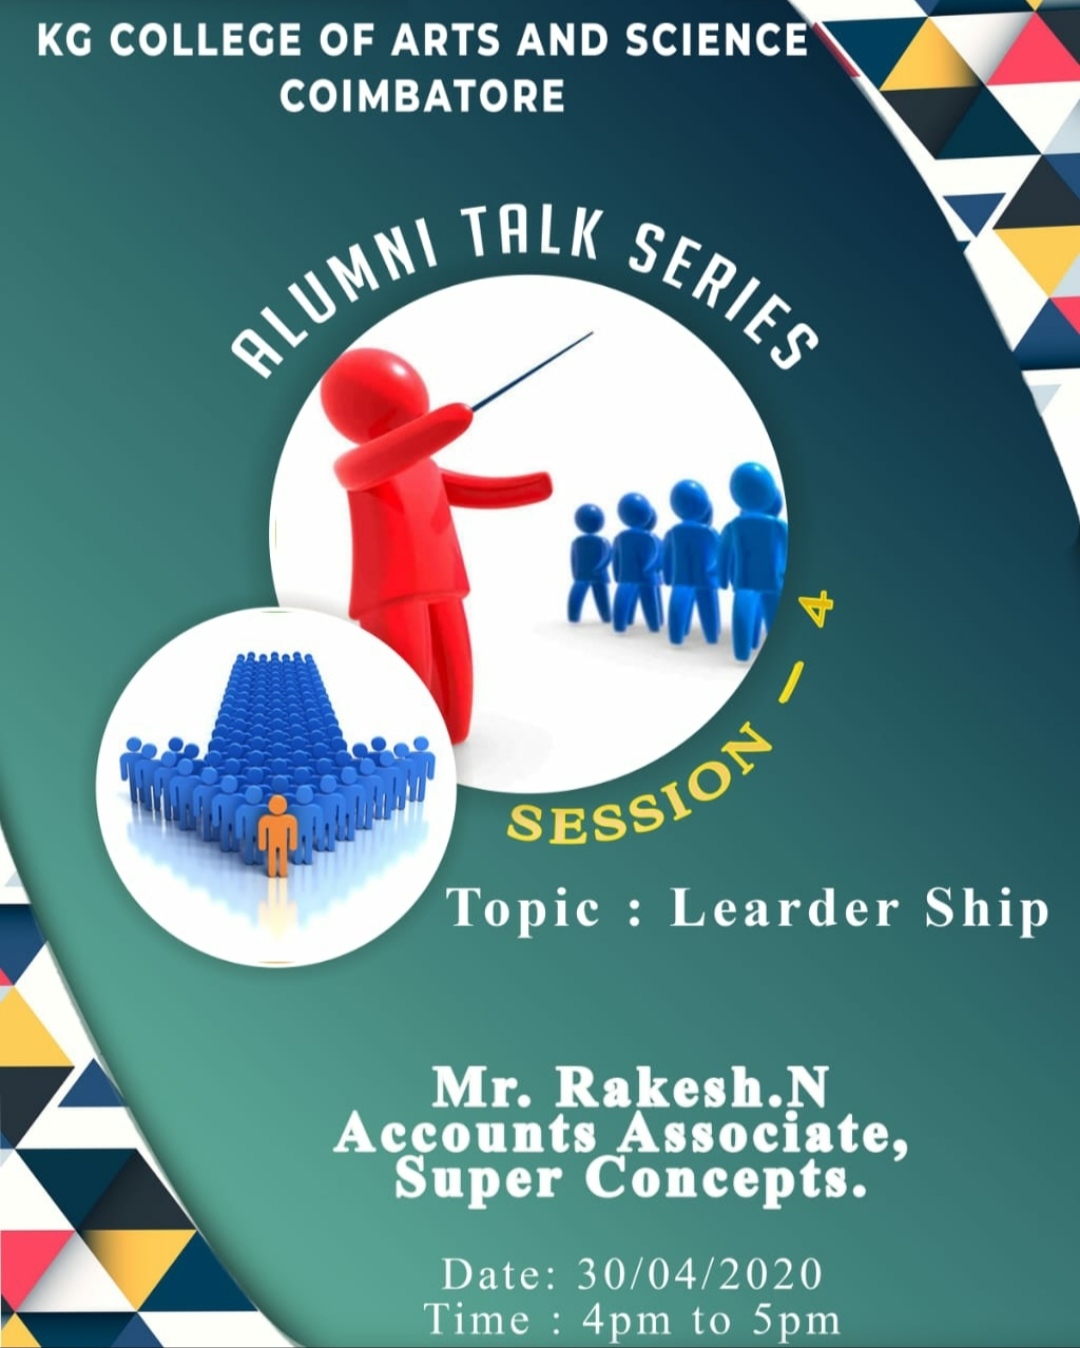 KG COLLEGE OF ARTS AND SCIENCE
COIMBATORE
ALUMNI TALK SERIES
SESSION - 4
Topic : Learder Ship
Mr. Rakesh.N
Accounts Associate,
Super Concepts.
Date: 30/04/2020
Time : 4pm to 5pm